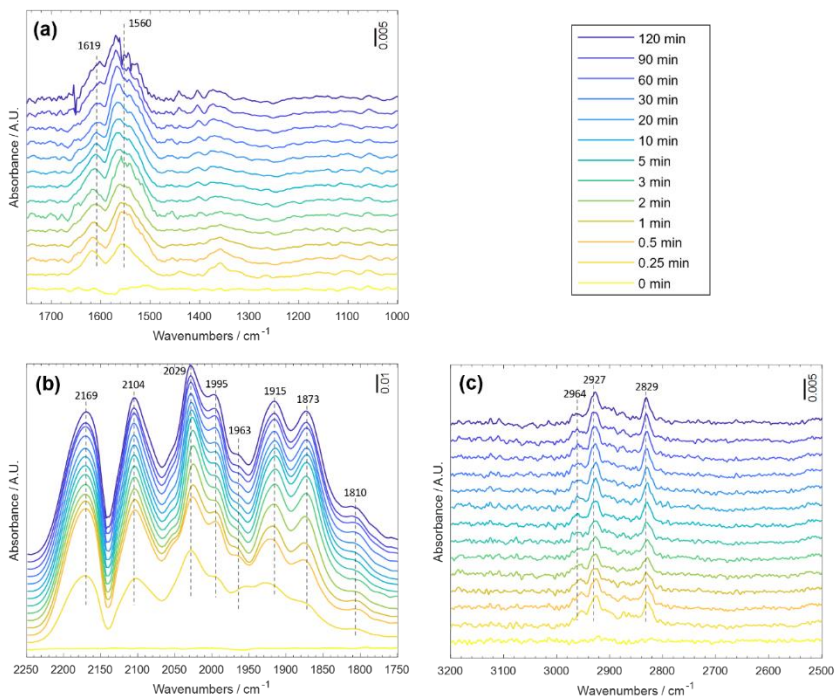 (a)
1619
1560
0.005
Absorbance / A.U.
1700 1600 1500 1400 1300 1200 1100 1000
Wavenumbers / cm⁻¹
120 min
90 min
60 min
30 min
20 min
10 min
5 min
3 min
2 min
1 min
0.5 min
0.25 min
0 min
(b)
2169
2104
2029
1995
1963
1915
1873
1810
0.01
Absorbance / A.U.
2250 2200 2150 2100 2050 2000 1950 1900 1850 1800 1750
Wavenumbers / cm⁻¹
(c)
2964
2927
2829
0.005
Absorbance / A.U.
3200 3100 3000 2900 2800 2700 2600 2500
Wavenumbers / cm⁻¹